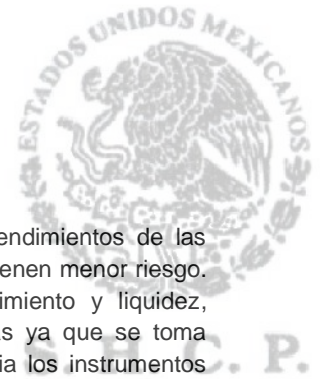 ESTADOS UNIDOS MEXICANOS
endimientos de las
enen menor riesgo.
imiento y liquidez,
s ya que se toma
ia los instrumentos
S. H. C. P.